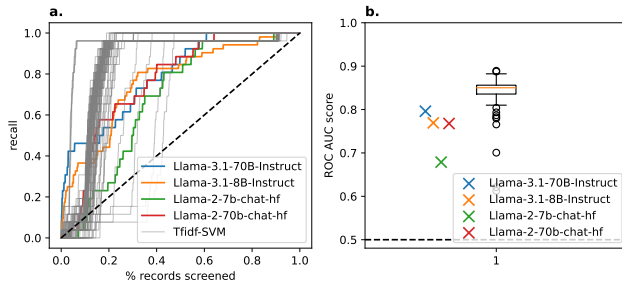 a.
recall
1.0
0.8
0.6
0.4
0.2
0.0
Llama-3.1-70B-Instruct
Llama-3.1-8B-Instruct
Llama-2-7b-chat-hf
Llama-2-70b-chat-hf
Tfidf-SVM
0.0 0.2 0.4 0.6 0.8 1.0
% records screened
b.
ROC AUC score
1.0
0.9
0.8
0.7
0.6
0.5
Llama-3.1-70B-Instruct
Llama-3.1-8B-Instruct
Llama-2-7b-chat-hf
Llama-2-70b-chat-hf
1